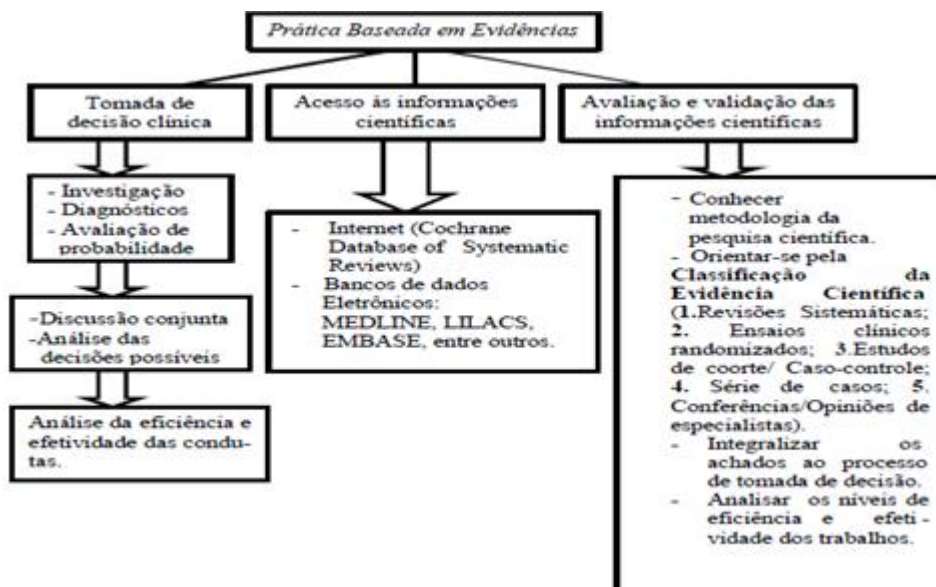 Prática Baseada em Evidências
Tomada de
decisão clínica
- Investigação
- Diagnósticos
- Avaliação de
probabilidade
-Discussão conjunta
-Análise das
decisões possíveis
Análise da eficiência e
efetividade das condu-
tas.
Acesso às informações
científicas
- Internet (Cochrane
Database of Systematic
Reviews)
- Bancos de dados
Eletrônicos:
MEDLINE, LILACS,
EMBASE, entre outros.
Avaliação e validação das
informações científicas
- Conhecer
metodologia da
pesquisa científica.
- Orientar-se pela
Classificação da
Evidência Científica
(1.Revisões Sistemáticas;
2. Ensaios clínicos
randomizados; 3.Estudos
de coorte/ Caso-controle;
4. Série de casos; 5.
Conferências/Opiniões de
especialistas).
- Integralizar os
achados ao processo
de tomada de decisão.
- Analisar os níveis de
eficiência e efeti-
vidade dos trabalhos.